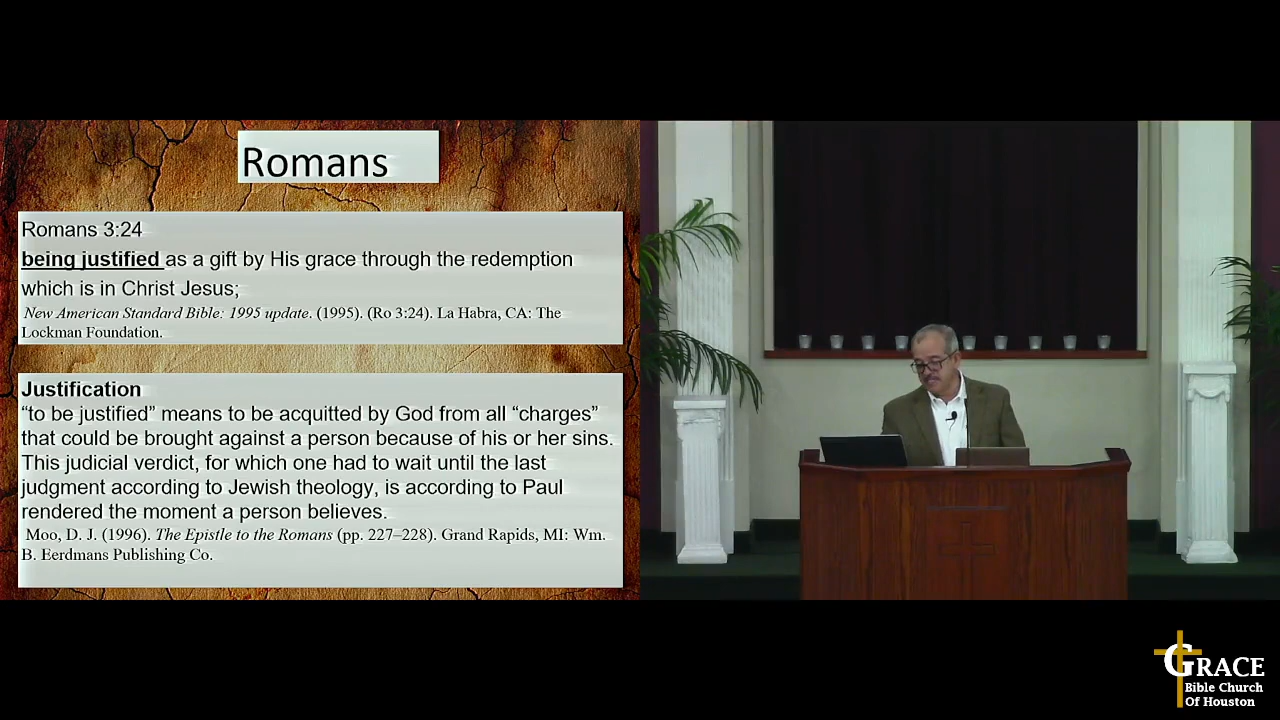 Romans
Romans 3:24
being justified as a gift by His grace through the redemption
which is in Christ Jesus;
New American Standard Bible: 1995 update. (1995). (Ro 3:24). La Habra, CA: The
Lockman Foundation.
Justification
“to be justified” means to be acquitted by God from all “charges”
that could be brought against a person because of his or her sins.
This judicial verdict, for which one had to wait until the last
judgment according to Jewish theology, is according to Paul
rendered the moment a person believes.
Moo, D. J. (1996). The Epistle to the Romans (pp. 227–228). Grand Rapids, MI: Wm.
B. Eerdmans Publishing Co.
GRACE
Bible Church
Of Houston